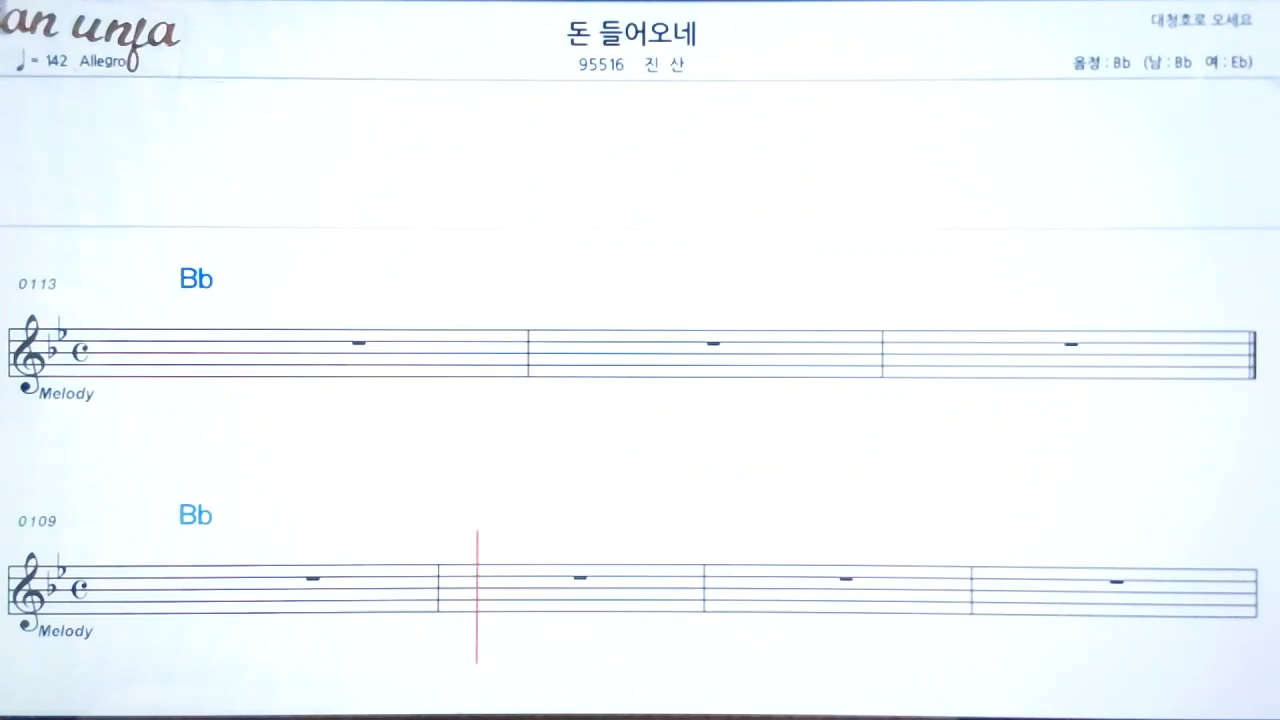 an unfa
돈 들어오네
대청호로 오세요
♩= 142 Allegro
95516 진 산
음정 : Bb (남 : Bb 여 : Eb)
0113 Bb
Melody
0109 Bb
Melody